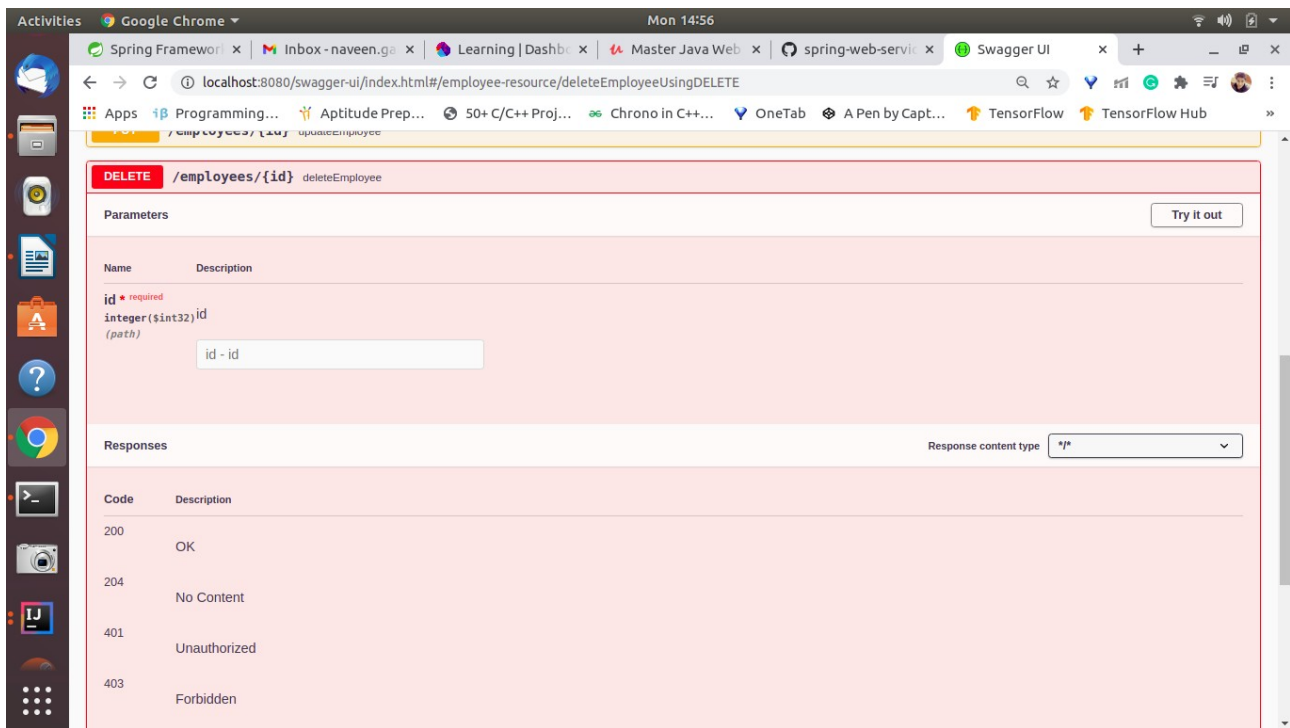 Activities Google Chrome Mon 14:56
Spring Framewor Inbox - naveen.ga Learning | Dashbo Master Java Web spring-web-servic Swagger UI
localhost:8080/swagger-ui/index.html#/employee-resource/deleteEmployeeUsingDELETE
Apps Programming... Aptitude Prep... 50+ C/C++ Proj... Chrono in C++... OneTab A Pen by Capt... TensorFlow TensorFlow Hub »
/employees/{id} updateEmployee
DELETE /employees/{id} deleteEmployee
Parameters Try it out
Name Description
id * required
integer($int32) id
(path)
id - id
Responses Response content type */*
Code Description
200
OK
204
No Content
401
Unauthorized
403
Forbidden